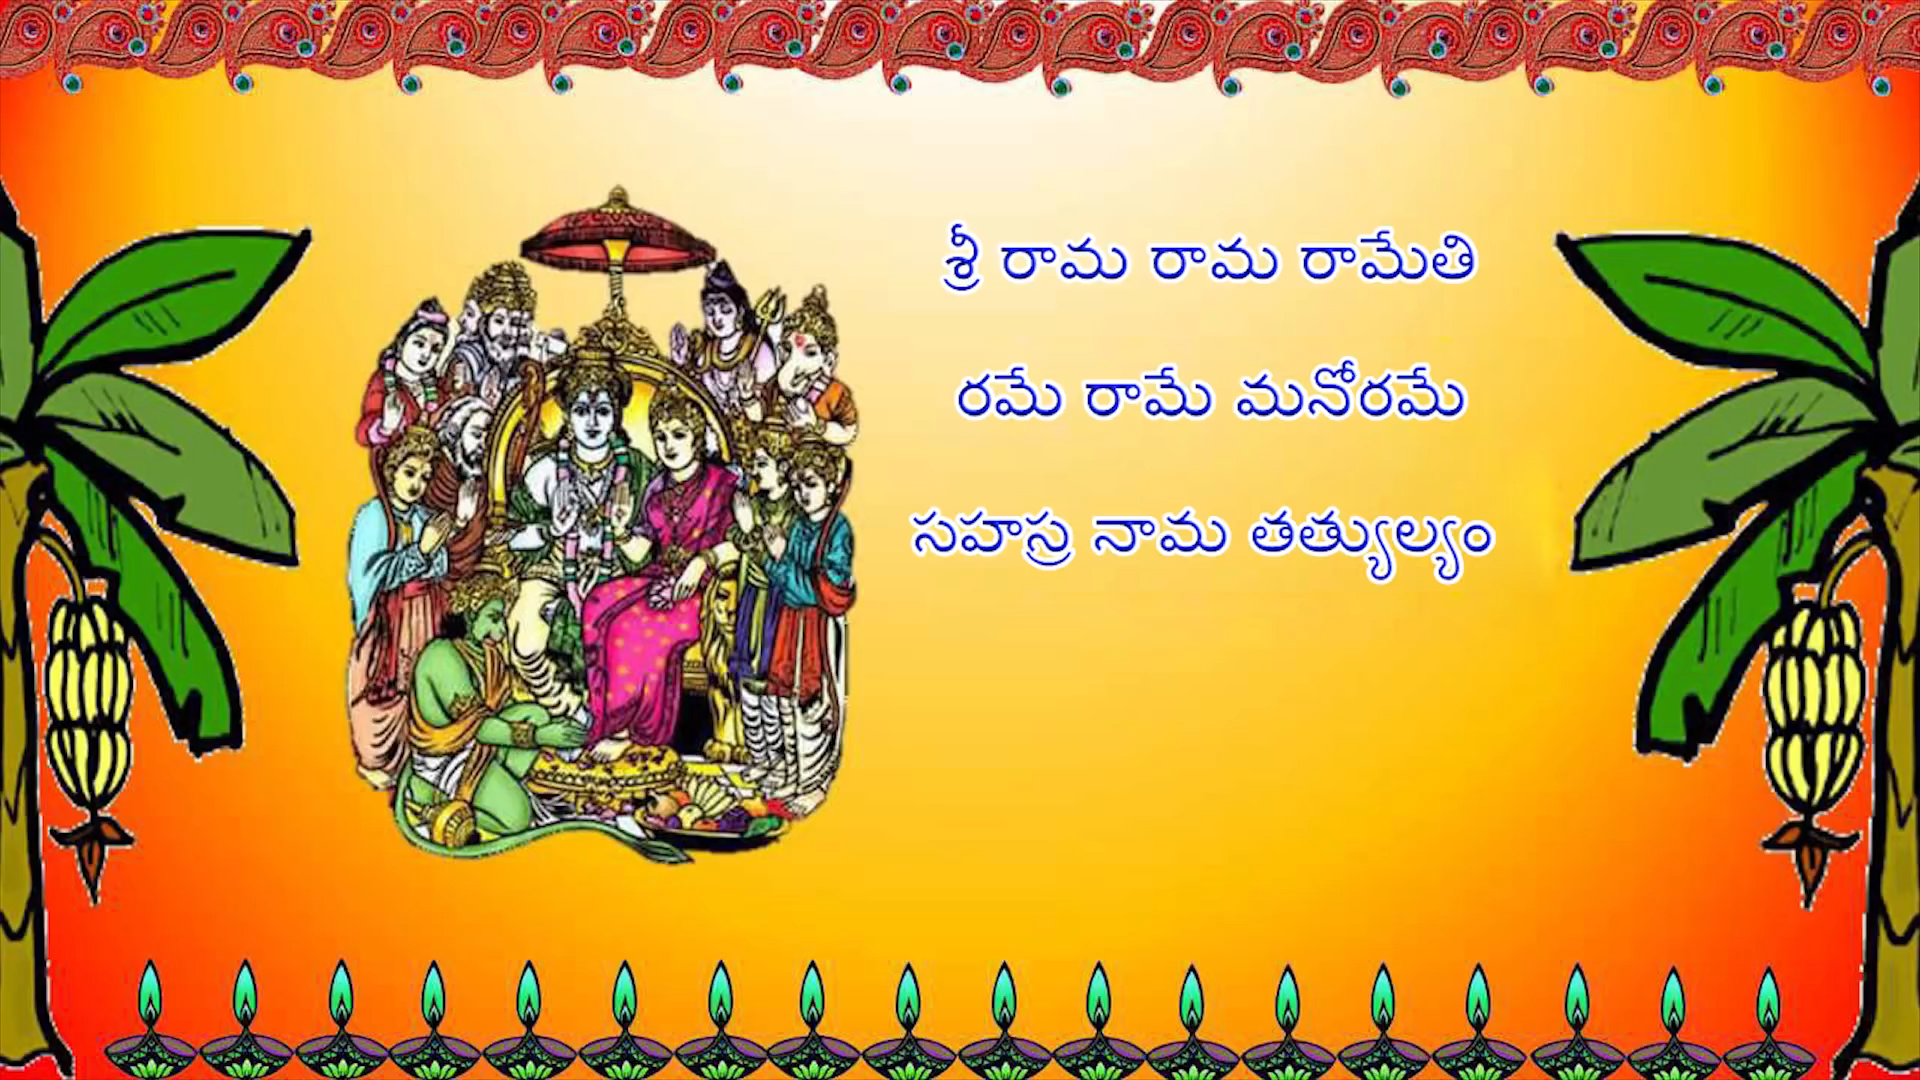 శ్రీ రామ రామ రామేతి
రమే రామే మనోరమే
సహస్ర నామ తత్యుల్యం